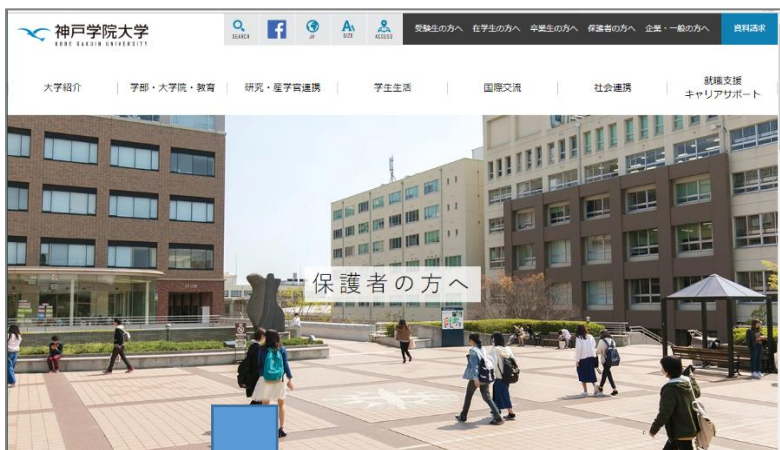 神戸学院大学
KOBE GAKUIN UNIVERSITY
SEARCH
JP
SIZE
ACCESS
受験生の方へ 在学生の方へ 卒業生の方へ 保護者の方へ 企業・一般の方へ 資料請求
大学紹介 学部・大学院・教育 研究・産学官連携 学生生活 国際交流 社会連携 就職支援
キャリアサポート
保護者の方へ